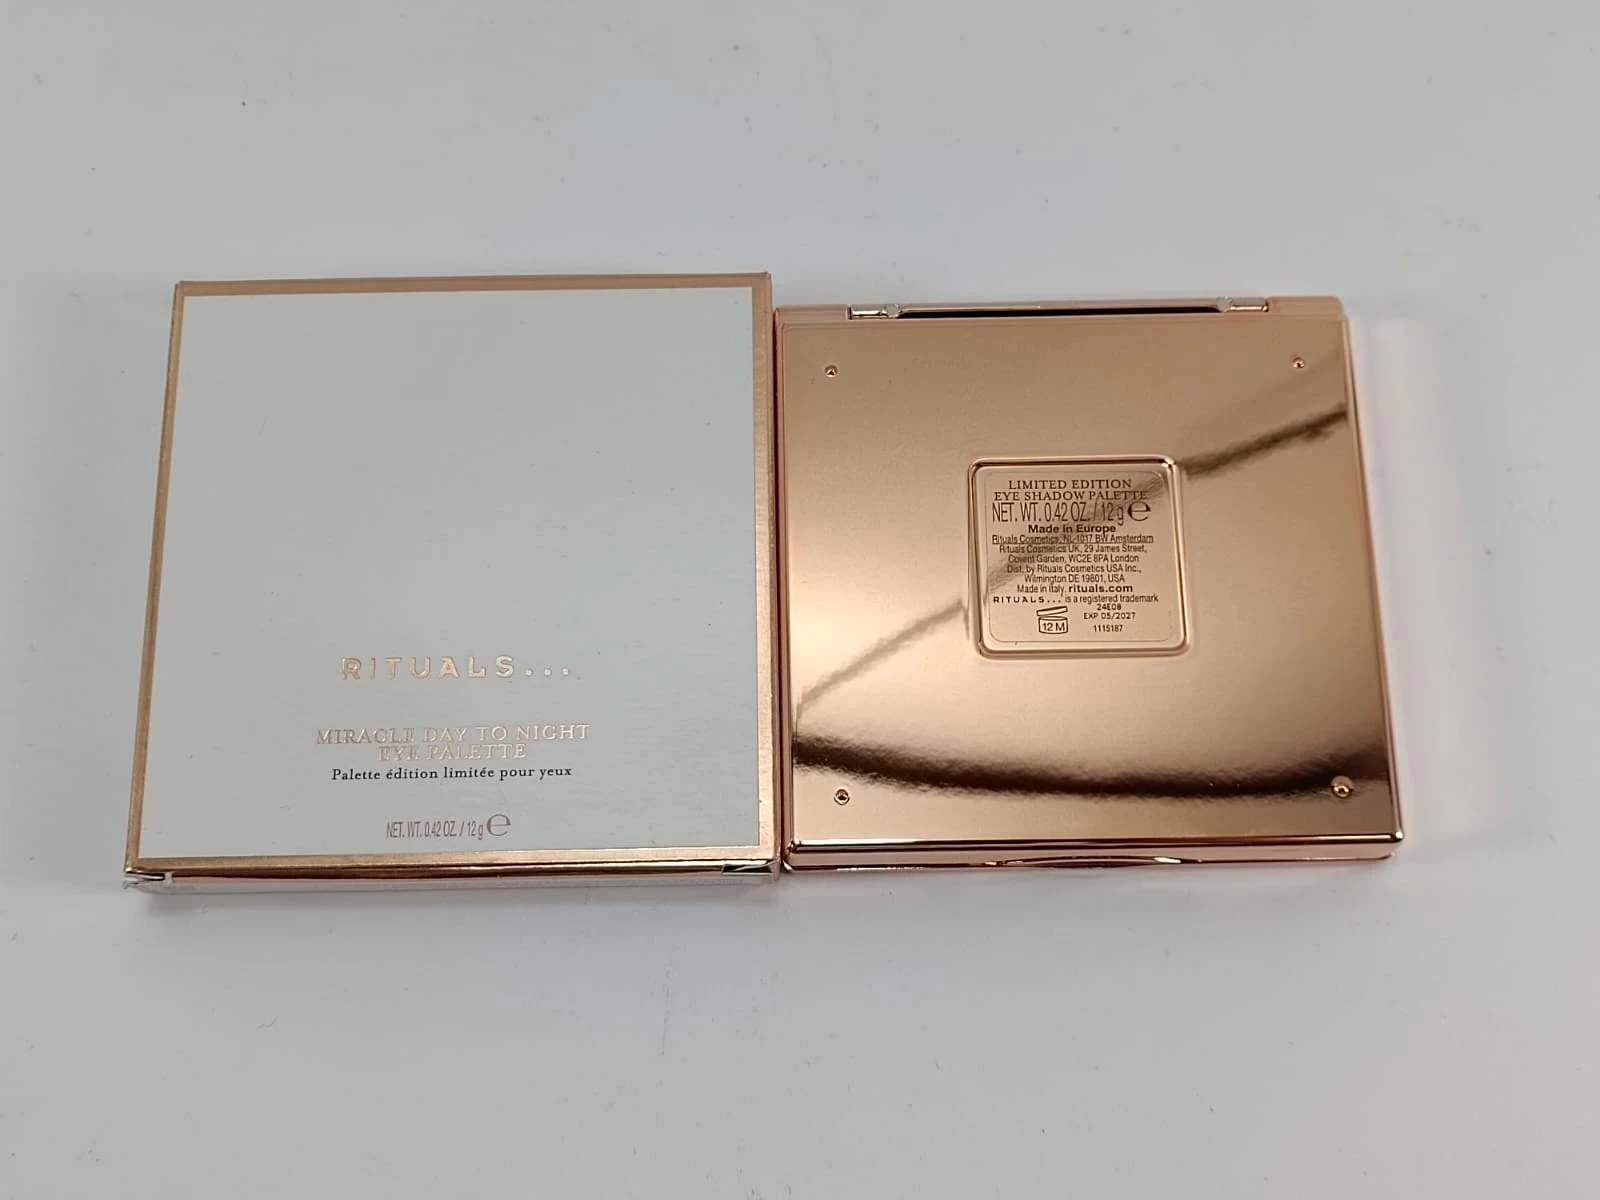 RITUALS...
MIRACLE DAY TO NIGHT
EYE PALETTE
Palette édition limitée pour yeux
NET. WT. 0.42 OZ. / 12 g ℮
LIMITED EDITION
EYE SHADOW PALETTE
NET. WT. 0.42 OZ. / 12 g ℮
Made in Europe
Rituals Cosmetics, NL-1017 BW Amsterdam
Rituals Cosmetics UK, 29 James Street,
Covent Garden, WC2E 8PA London
Dist. by Rituals Cosmetics USA Inc.,
Wilmington DE 19801, USA
Made in Italy. rituals.com
RITUALS... is a registered trademark
24E08
EXP 05/2027
12 M
1115187